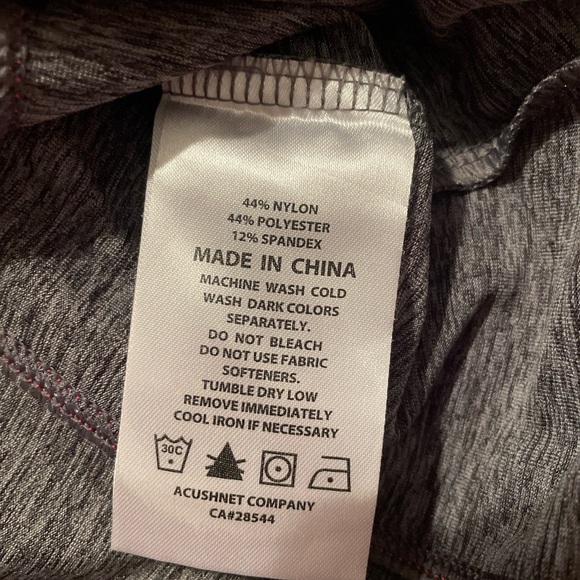 44% NYLON
44% POLYESTER
12% SPANDEX
MADE IN CHINA
MACHINE WASH COLD
WASH DARK COLORS
SEPARATELY.
DO NOT BLEACH
DO NOT USE FABRIC
SOFTENERS.
TUMBLE DRY LOW
REMOVE IMMEDIATELY
COOL IRON IF NECESSARY
30C
ACUSHNET COMPANY
CA#28544